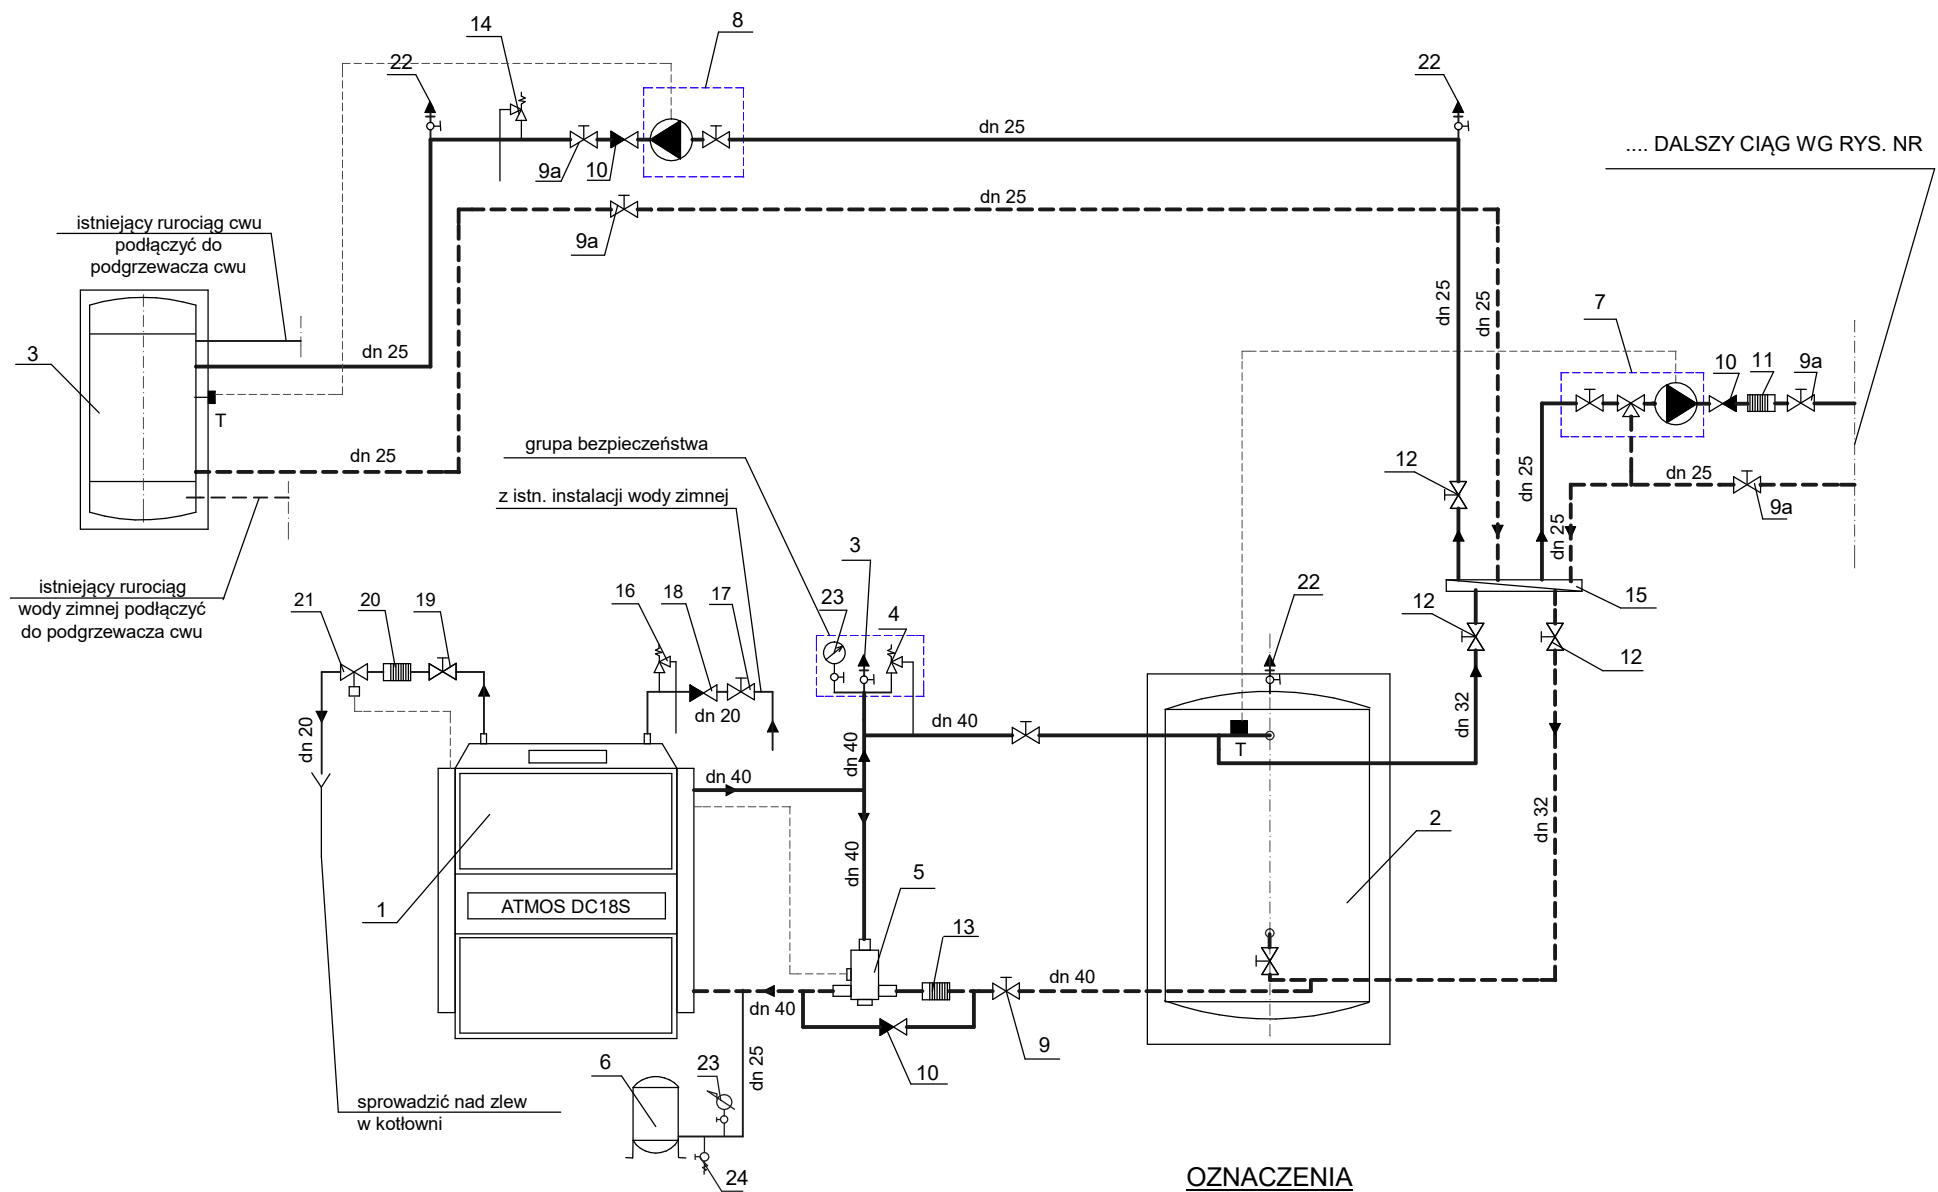 14
8
22
22
dn 25
9a
10
.... DALSZY CIĄG WG RYS. NR
dn 25
9a
istniejący rurociąg cwu
podłączyć do
podgrzewacza cwu
dn 25
dn 25
7
3
dn 25
T
10
11
9a
grupa bezpieczeństwa
dn 25
12
dn 25
dn 25
9a
z istn. instalacji wody zimnej
dn 25
3
istniejący rurociąg
wody zimnej podłączyć
do podgrzewacza cwu
21
20
19
16
18
17
23
4
22
12
15
12
dn 20
dn 20
dn 40
dn 40
T
dn 32
dn 40
dn 32
2
dn 40
5
1
ATMOS DC18S
13
dn 40
dn 40
9
10
6
23
dn 25
sprowadzić nad zlew
w kotłowni
24
OZNACZENIA